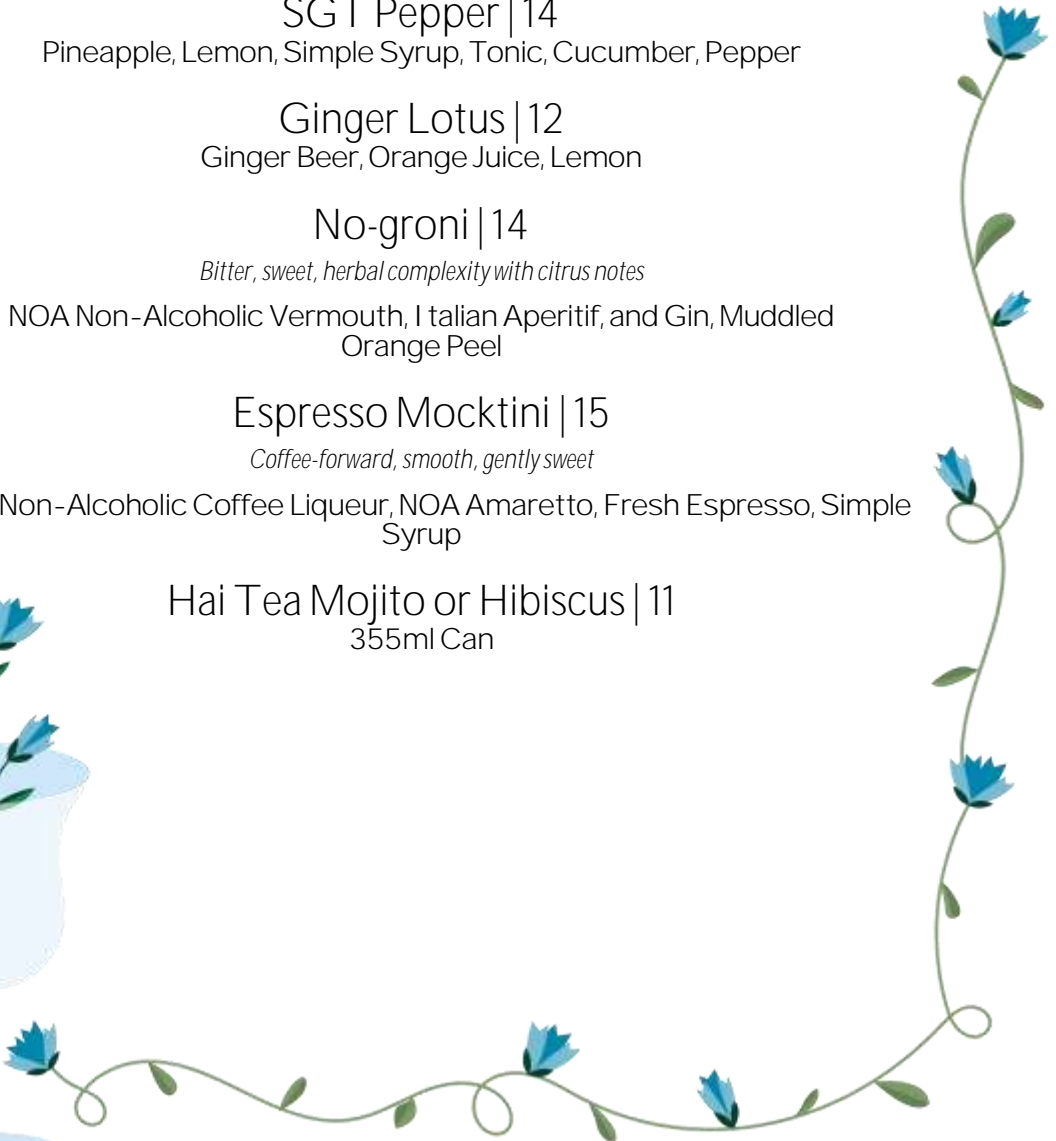 SGT Pepper | 14
Pineapple, Lemon, Simple Syrup, Tonic, Cucumber, Pepper
Ginger Lotus | 12
Ginger Beer, Orange Juice, Lemon
No-groni | 14
Bitter, sweet, herbal complexity with citrus notes
NOA Non-Alcoholic Vermouth, Italian Aperitif, and Gin, Muddled
Orange Peel
Espresso Mocktini | 15
Coffee-forward, smooth, gently sweet
Non-Alcoholic Coffee Liqueur, NOA Amaretto, Fresh Espresso, Simple
Syrup
Hai Tea Mojito or Hibiscus | 11
355ml Can